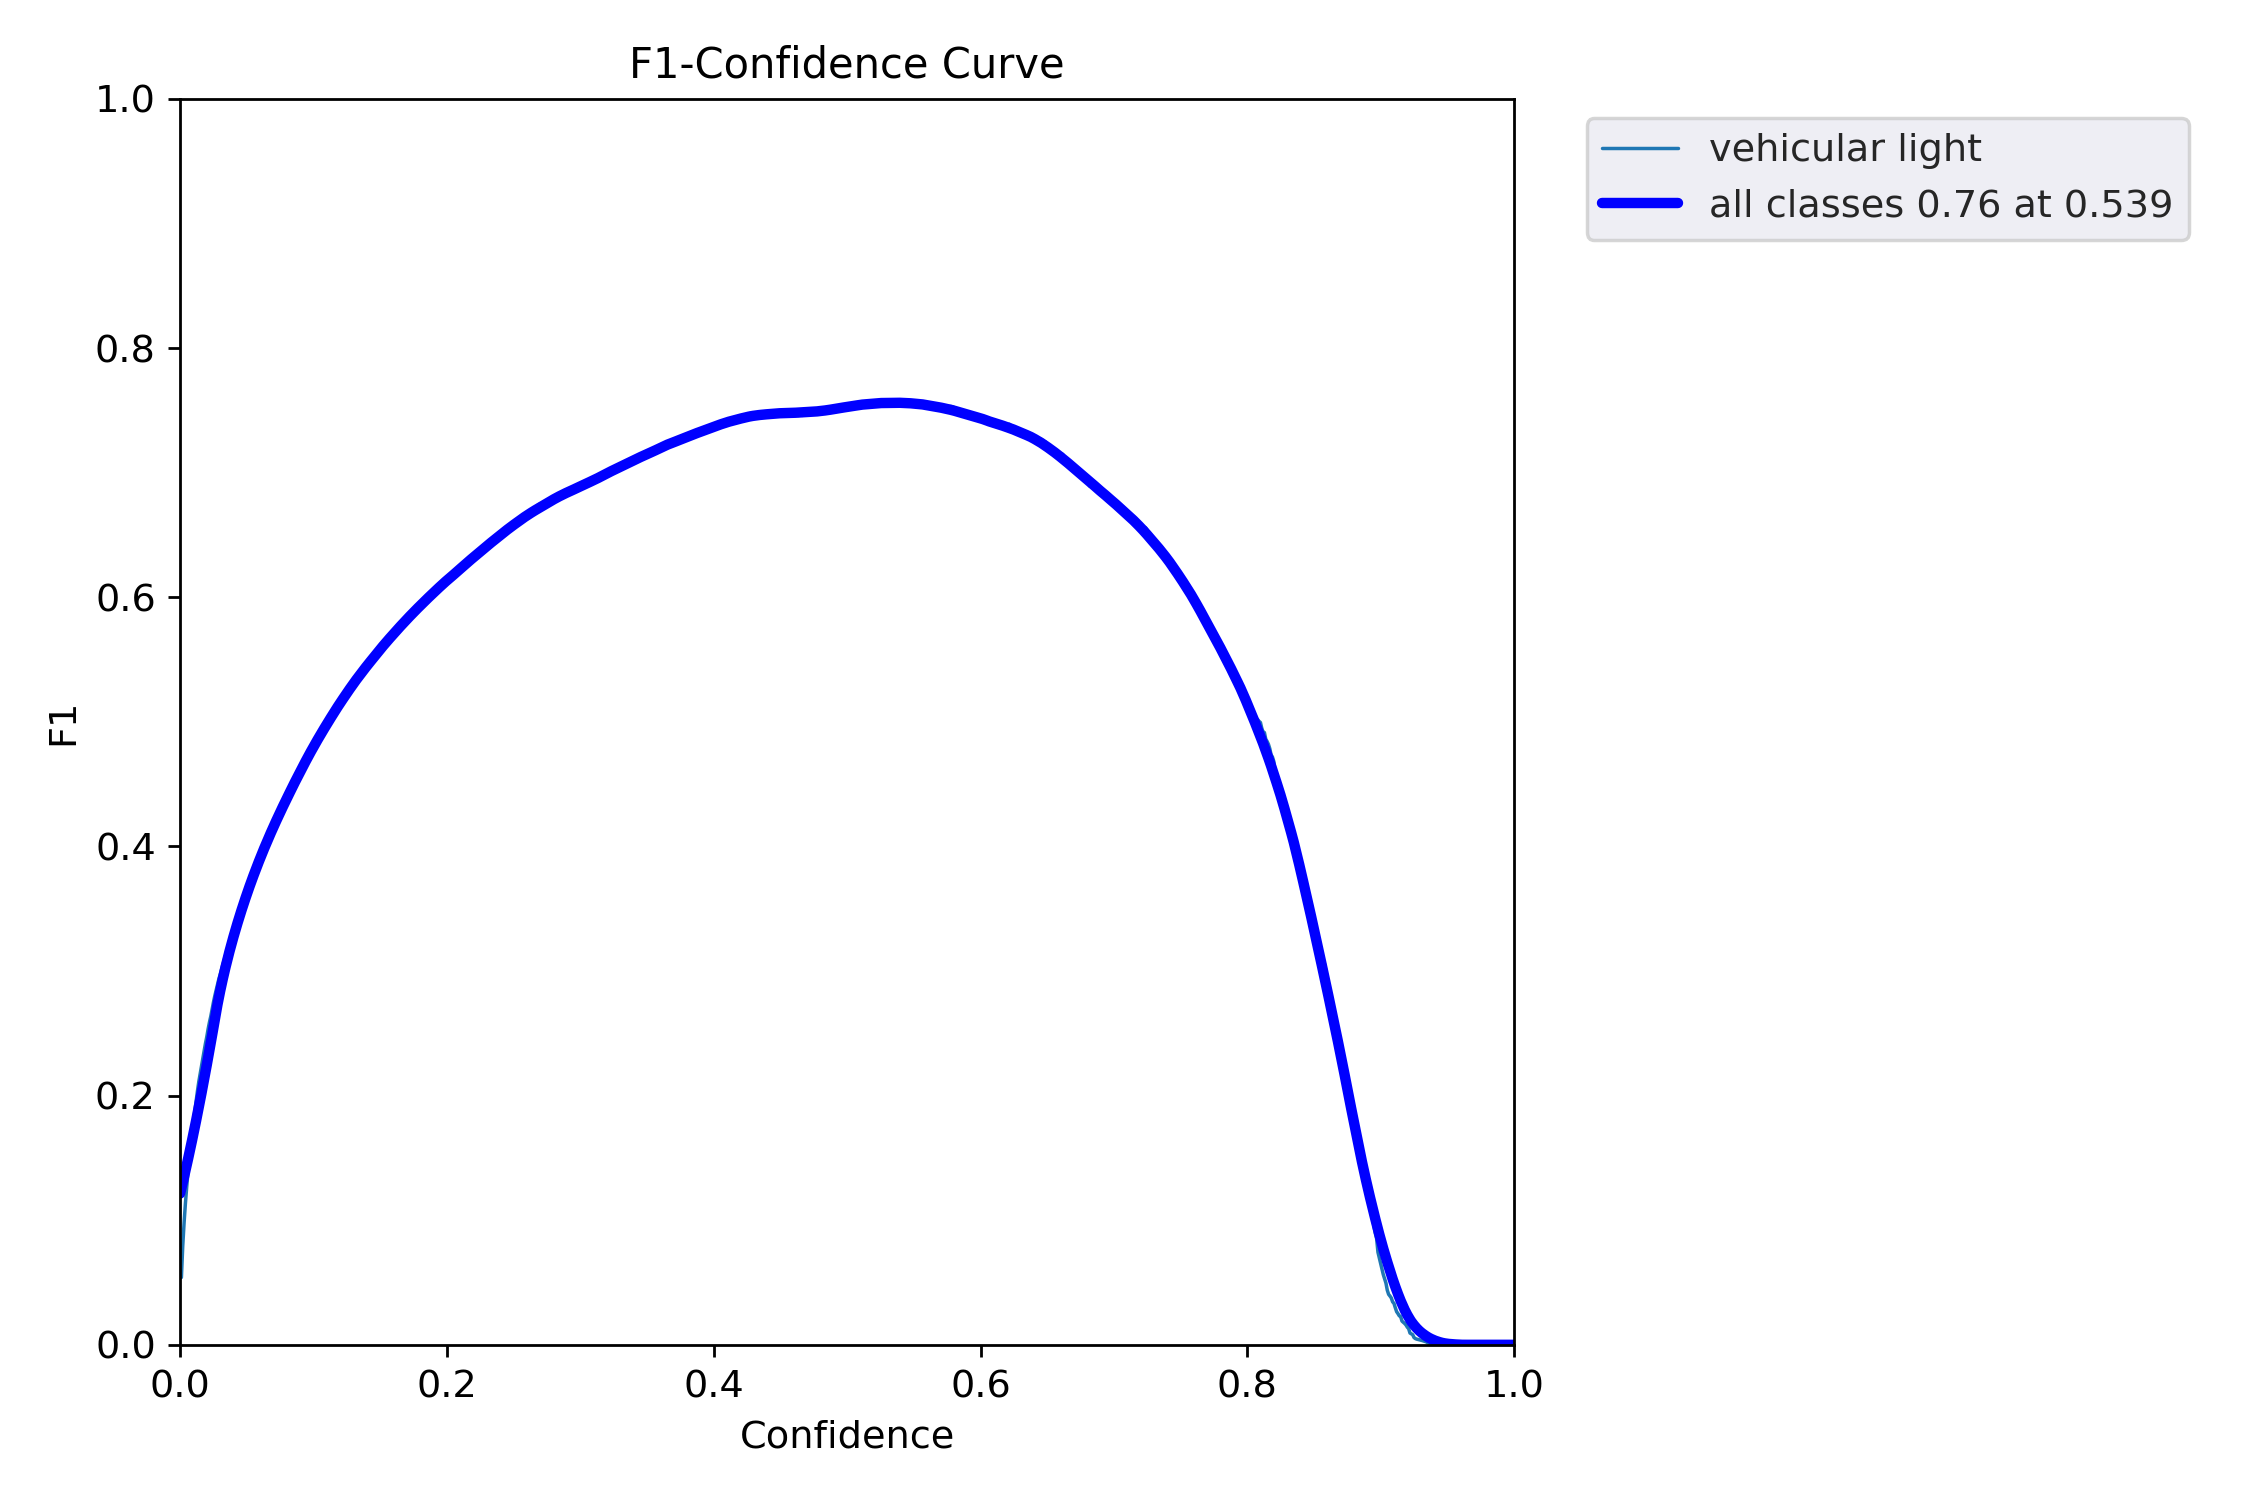 F1-Confidence Curve
vehicular light
all classes 0.76 at 0.539
1.0
0.8
0.6
0.4
0.2
0.0
F1
0.0 0.2 0.4 0.6 0.8 1.0
Confidence